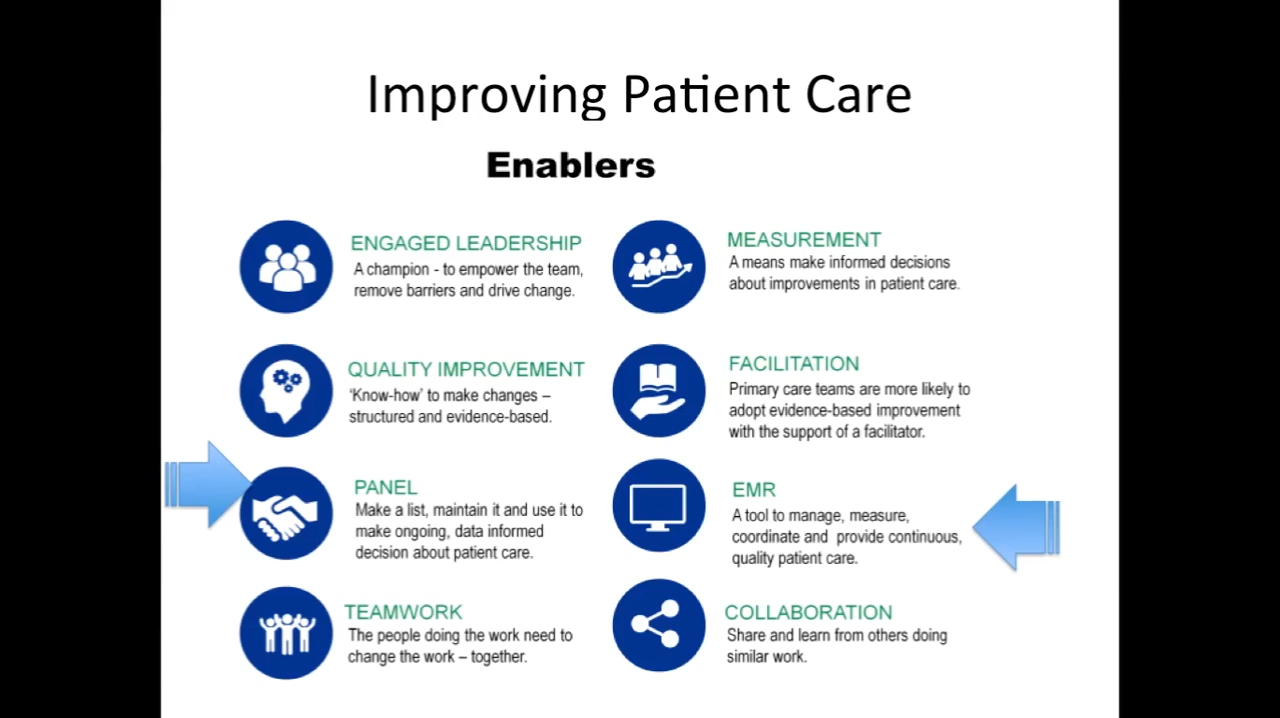 Improving Patient Care
Enablers
ENGAGED LEADERSHIP
A champion - to empower the team,
remove barriers and drive change.
QUALITY IMPROVEMENT
‘Know-how’ to make changes –
structured and evidence-based.
PANEL
Make a list, maintain it and use it to
make ongoing, data informed
decision about patient care.
TEAMWORK
The people doing the work need to
change the work – together.
MEASUREMENT
A means make informed decisions
about improvements in patient care.
FACILITATION
Primary care teams are more likely to
adopt evidence-based improvement
with the support of a facilitator.
EMR
A tool to manage, measure,
coordinate and provide continuous,
quality patient care.
COLLABORATION
Share and learn from others doing
similar work.